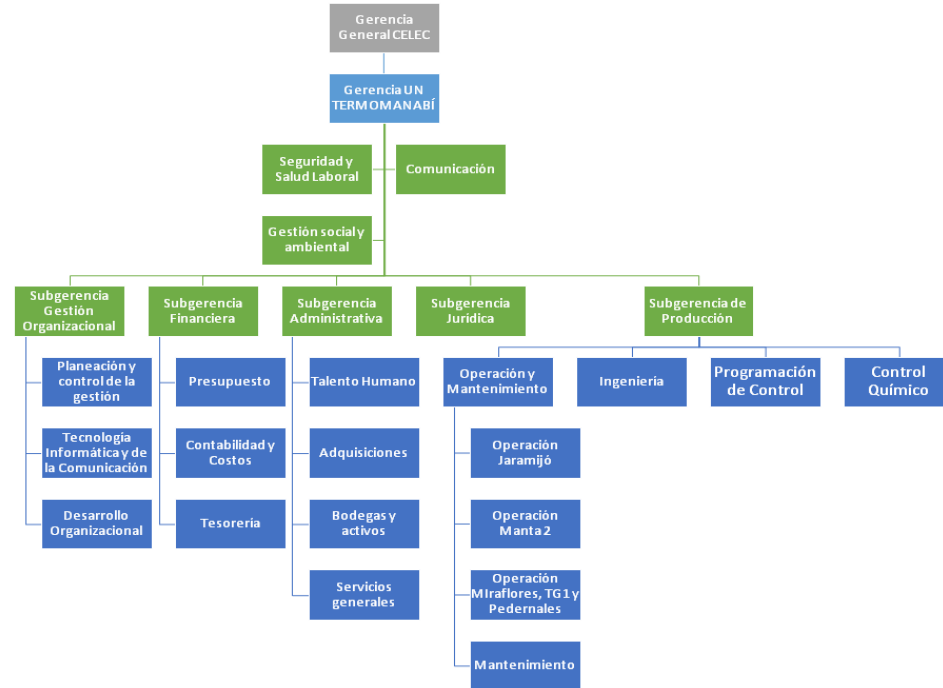 Gerencia
General CELEC
Gerencia UN
TERMOMANABÍ
Seguridad y
Salud Laboral
Comunicación
Gestión social y
ambiental
Subgerencia
Gestión
Organizacional
Subgerencia
Financiera
Subgerencia
Administrativa
Subgerencia
Jurídica
Subgerencia de
Producción
Planeación y
control de la
gestión
Presupuesto
Talento Humano
Operación y
Mantenimiento
Ingenieria
Programación
de Control
Control
Químico
Tecnología
Informática y de
la Comunicación
Contabilidad y
Costos
Adquisiciones
Operación
Jaramijó
Desarrollo
Organizacional
Tesoreria
Bodegas y
activos
Operación
Manta 2
Servicios
generales
Operación
MIraflores, TG1 y
Pedernales
Mantenimiento